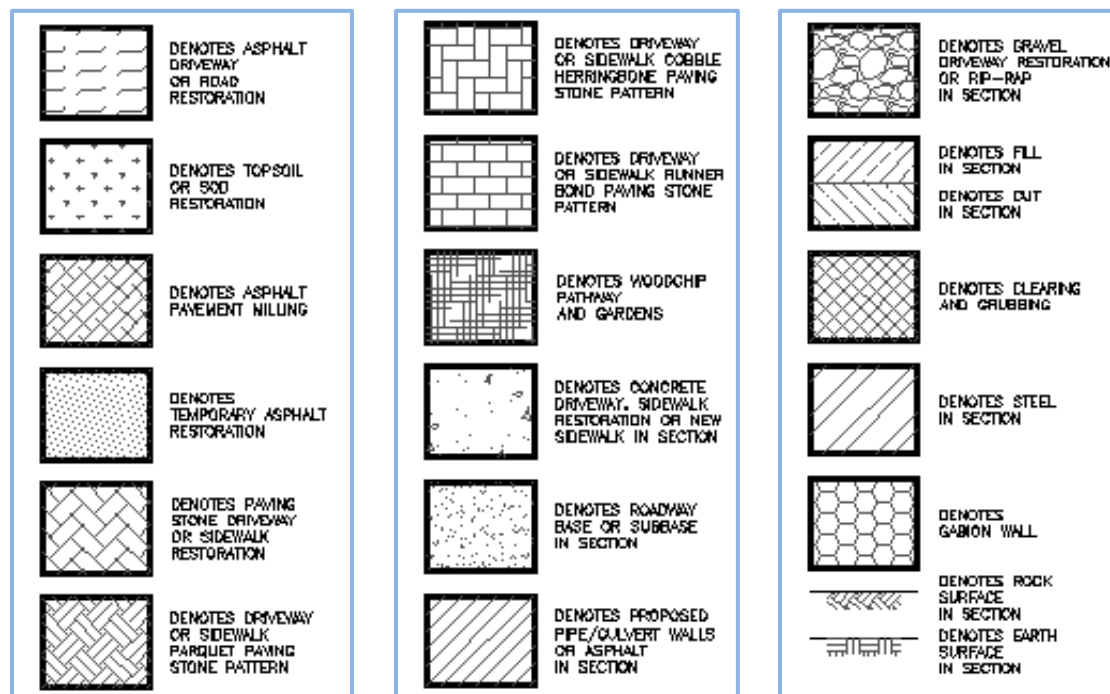 DENOTES ASPHALT
DRIVEWAY
OR ROAD
RESTORATION
DENOTES TOPSOIL
OR SOD
RESTORATION
DENOTES ASPHALT
PAVEMENT MILLING
DENOTES
TEMPORARY ASPHALT
RESTORATION
DENOTES PAVING
STONE DRIVEWAY
OR SIDEWALK
RESTORATION
DENOTES DRIVEWAY
OR SIDEWALK
PARQUET PAVING
STONE PATTERN
DENOTES DRIVEWAY
OR SIDEWALK COBBLE
HERRINGBONE PAVING
STONE PATTERN
DENOTES DRIVEWAY
OR SIDEWALK RUNNER
BOND PAVING STONE
PATTERN
DENOTES WOODCHIP
PATHWAY
AND GARDENS
DENOTES CONCRETE
DRIVEWAY, SIDEWALK
RESTORATION OR NEW
SIDEWALK IN SECTION
DENOTES ROADWAY
BASE OR SUBBASE
IN SECTION
DENOTES PROPOSED
PIPE/CULVERT WALLS
OR ASPHALT
IN SECTION
DENOTES GRAVEL
DRIVEWAY RESTORATION
OR RIP-RAP
IN SECTION
DENOTES FILL
IN SECTION
DENOTES CUT
IN SECTION
DENOTES CLEARING
AND GRUBBING
DENOTES STEEL
IN SECTION
DENOTES
GABION WALL
DENOTES ROCK
SURFACE
IN SECTION
DENOTES EARTH
SURFACE
IN SECTION